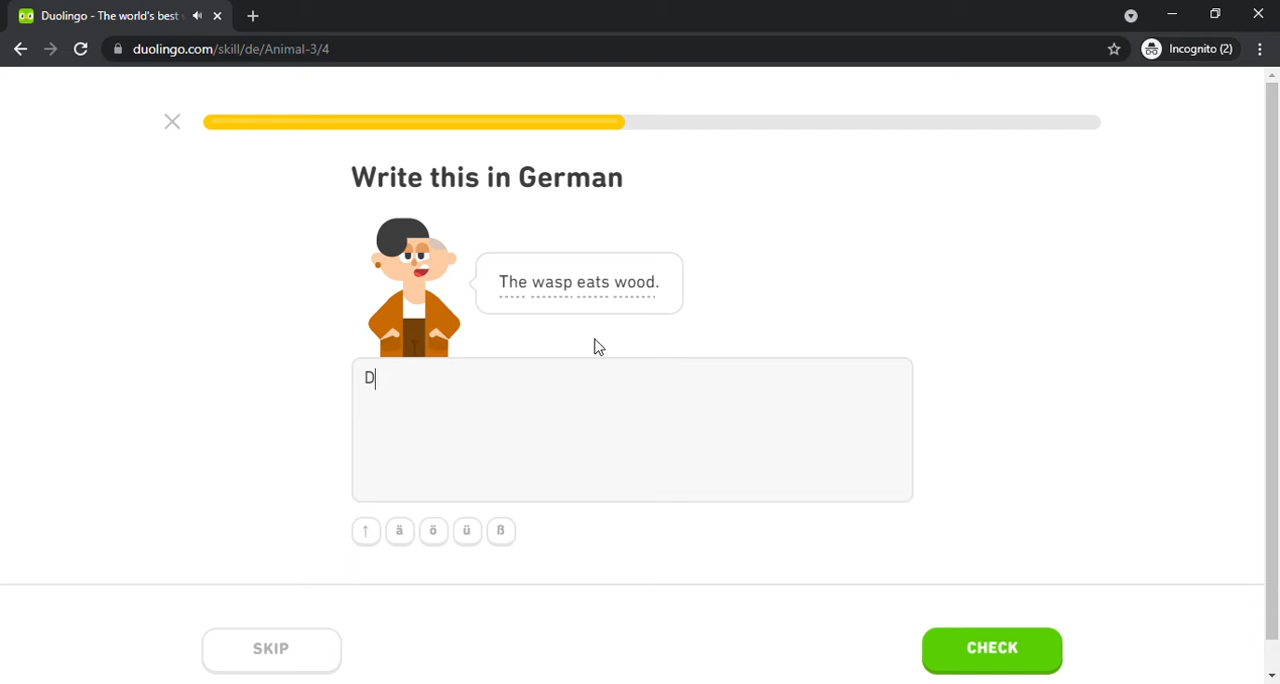 Duolingo - The world's best
duolingo.com/skill/de/Animal-3/4
Incognito (2)
Write this in German
The wasp eats wood.
D
↑ ä ö ü ß
SKIP
CHECK